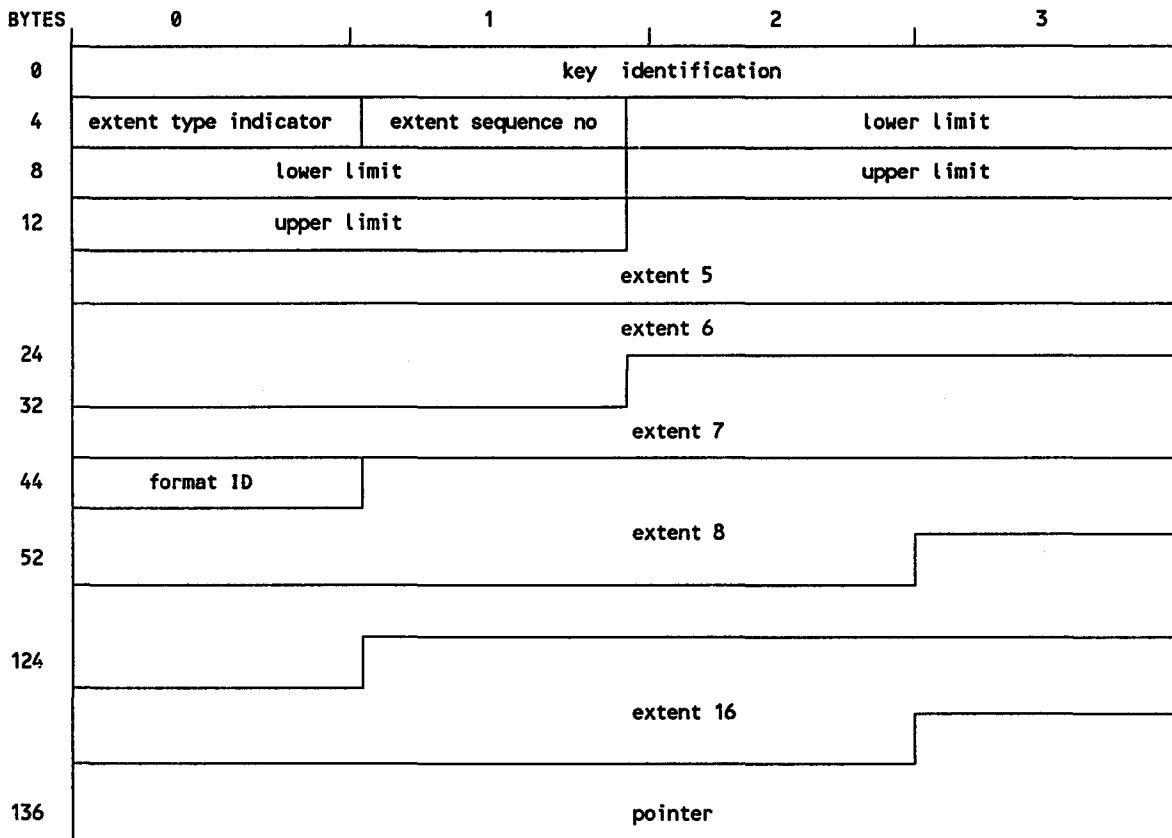 BYTES 0 1 2 3
0 key identification
4 extent type indicator extent sequence no lower limit
8 lower limit upper limit
12 upper limit
extent 5
extent 6
24
32
extent 7
44 format ID
extent 8
52
124
extent 16
136 pointer